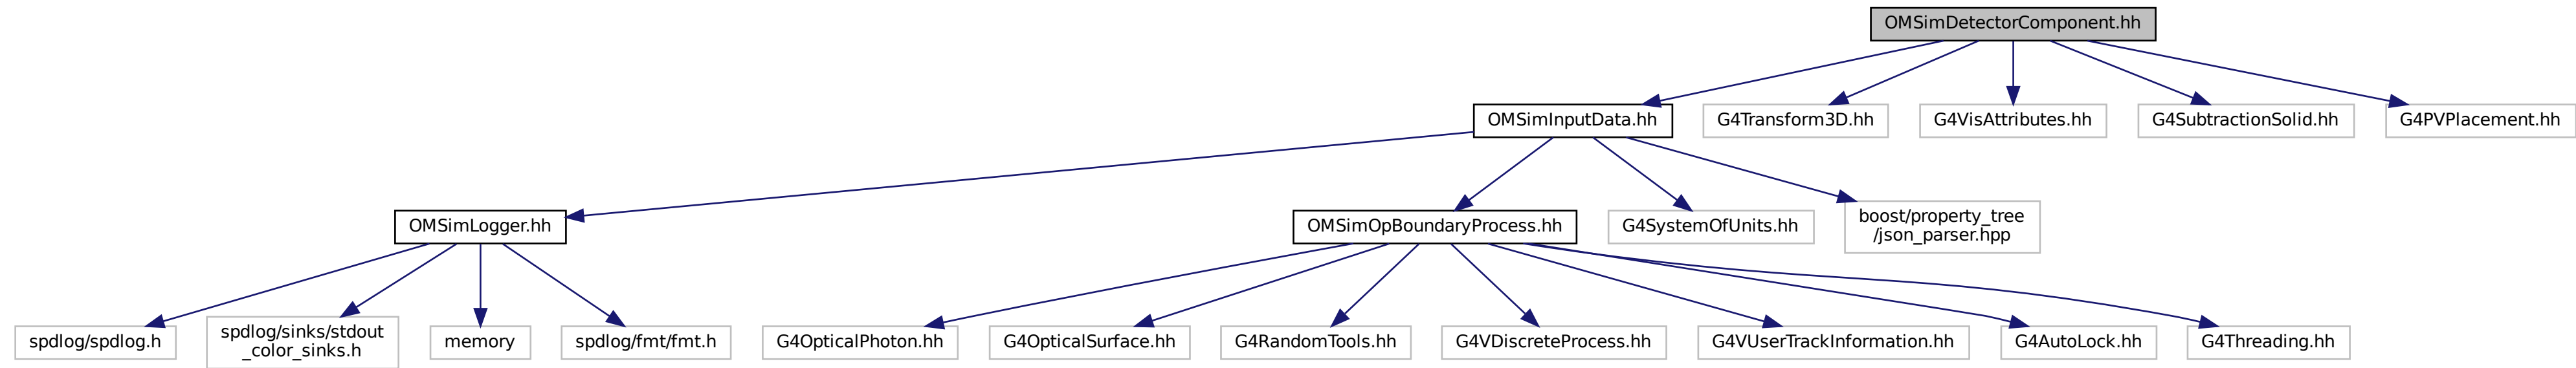 OMSimDetectorComponent.hh
OMSimInputData.hh
G4Transform3D.hh
G4VisAttributes.hh
G4SubtractionSolid.hh
G4PVPlacement.hh
OMSimLogger.hh
OMSimOpBoundaryProcess.hh
G4SystemOfUnits.hh
boost/property_tree
/json_parser.hpp
spdlog/spdlog.h
spdlog/sinks/stdout
_color_sinks.h
memory
spdlog/fmt/fmt.h
G4OpticalPhoton.hh
G4OpticalSurface.hh
G4RandomTools.hh
G4VDiscreteProcess.hh
G4VUserTrackInformation.hh
G4AutoLock.hh
G4Threading.hh